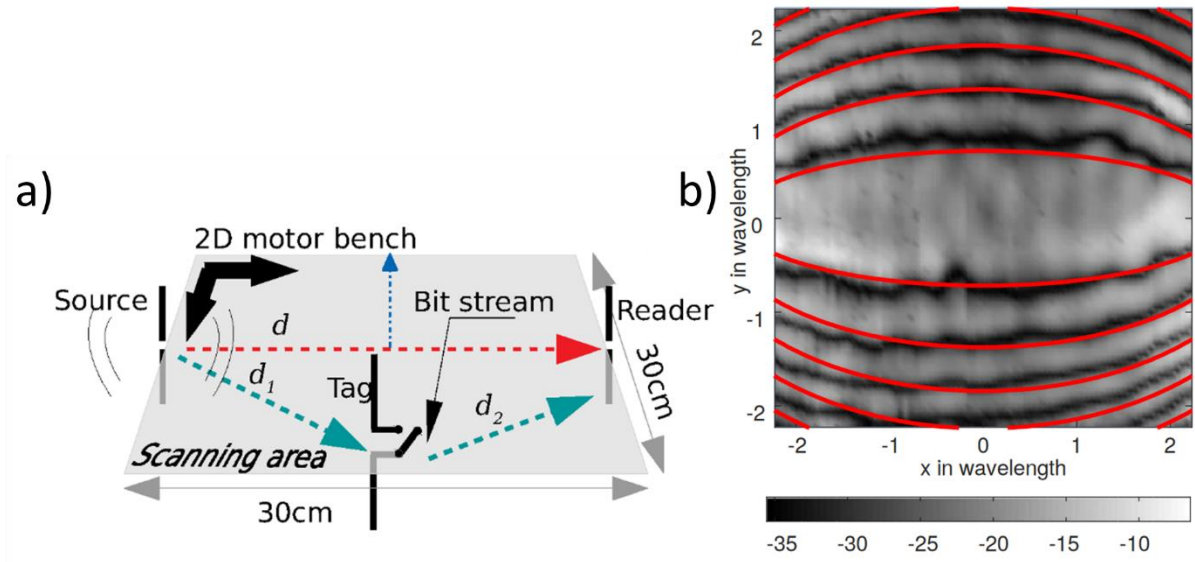 a)
2D motor bench
Source
Bit stream
Reader
d
d1
Tag
d2
30cm
Scanning area
30cm
b)
y in wavelength
2
1
0
-1
-2
-2 -1 0 1 2
x in wavelength
-35 -30 -25 -20 -15 -10